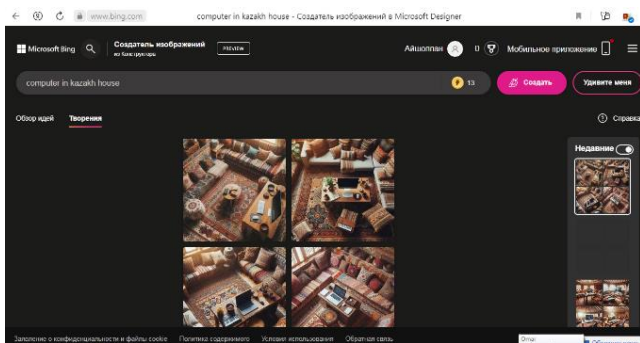 www.bing.com
computer in kazakh house - Создатель изображений в Microsoft Designer
Microsoft Bing
Создатель изображений
из Конструктора
PREVIEW
Айшолпан
0
Мобильное приложение
computer in kazakh house
13
Создать
Удивите меня
Обзор идей
Творения
Справка
Недавние
Заявление о конфиденциальности и файлы cookie
Политика содержимого
Условия использования
Обратная связь